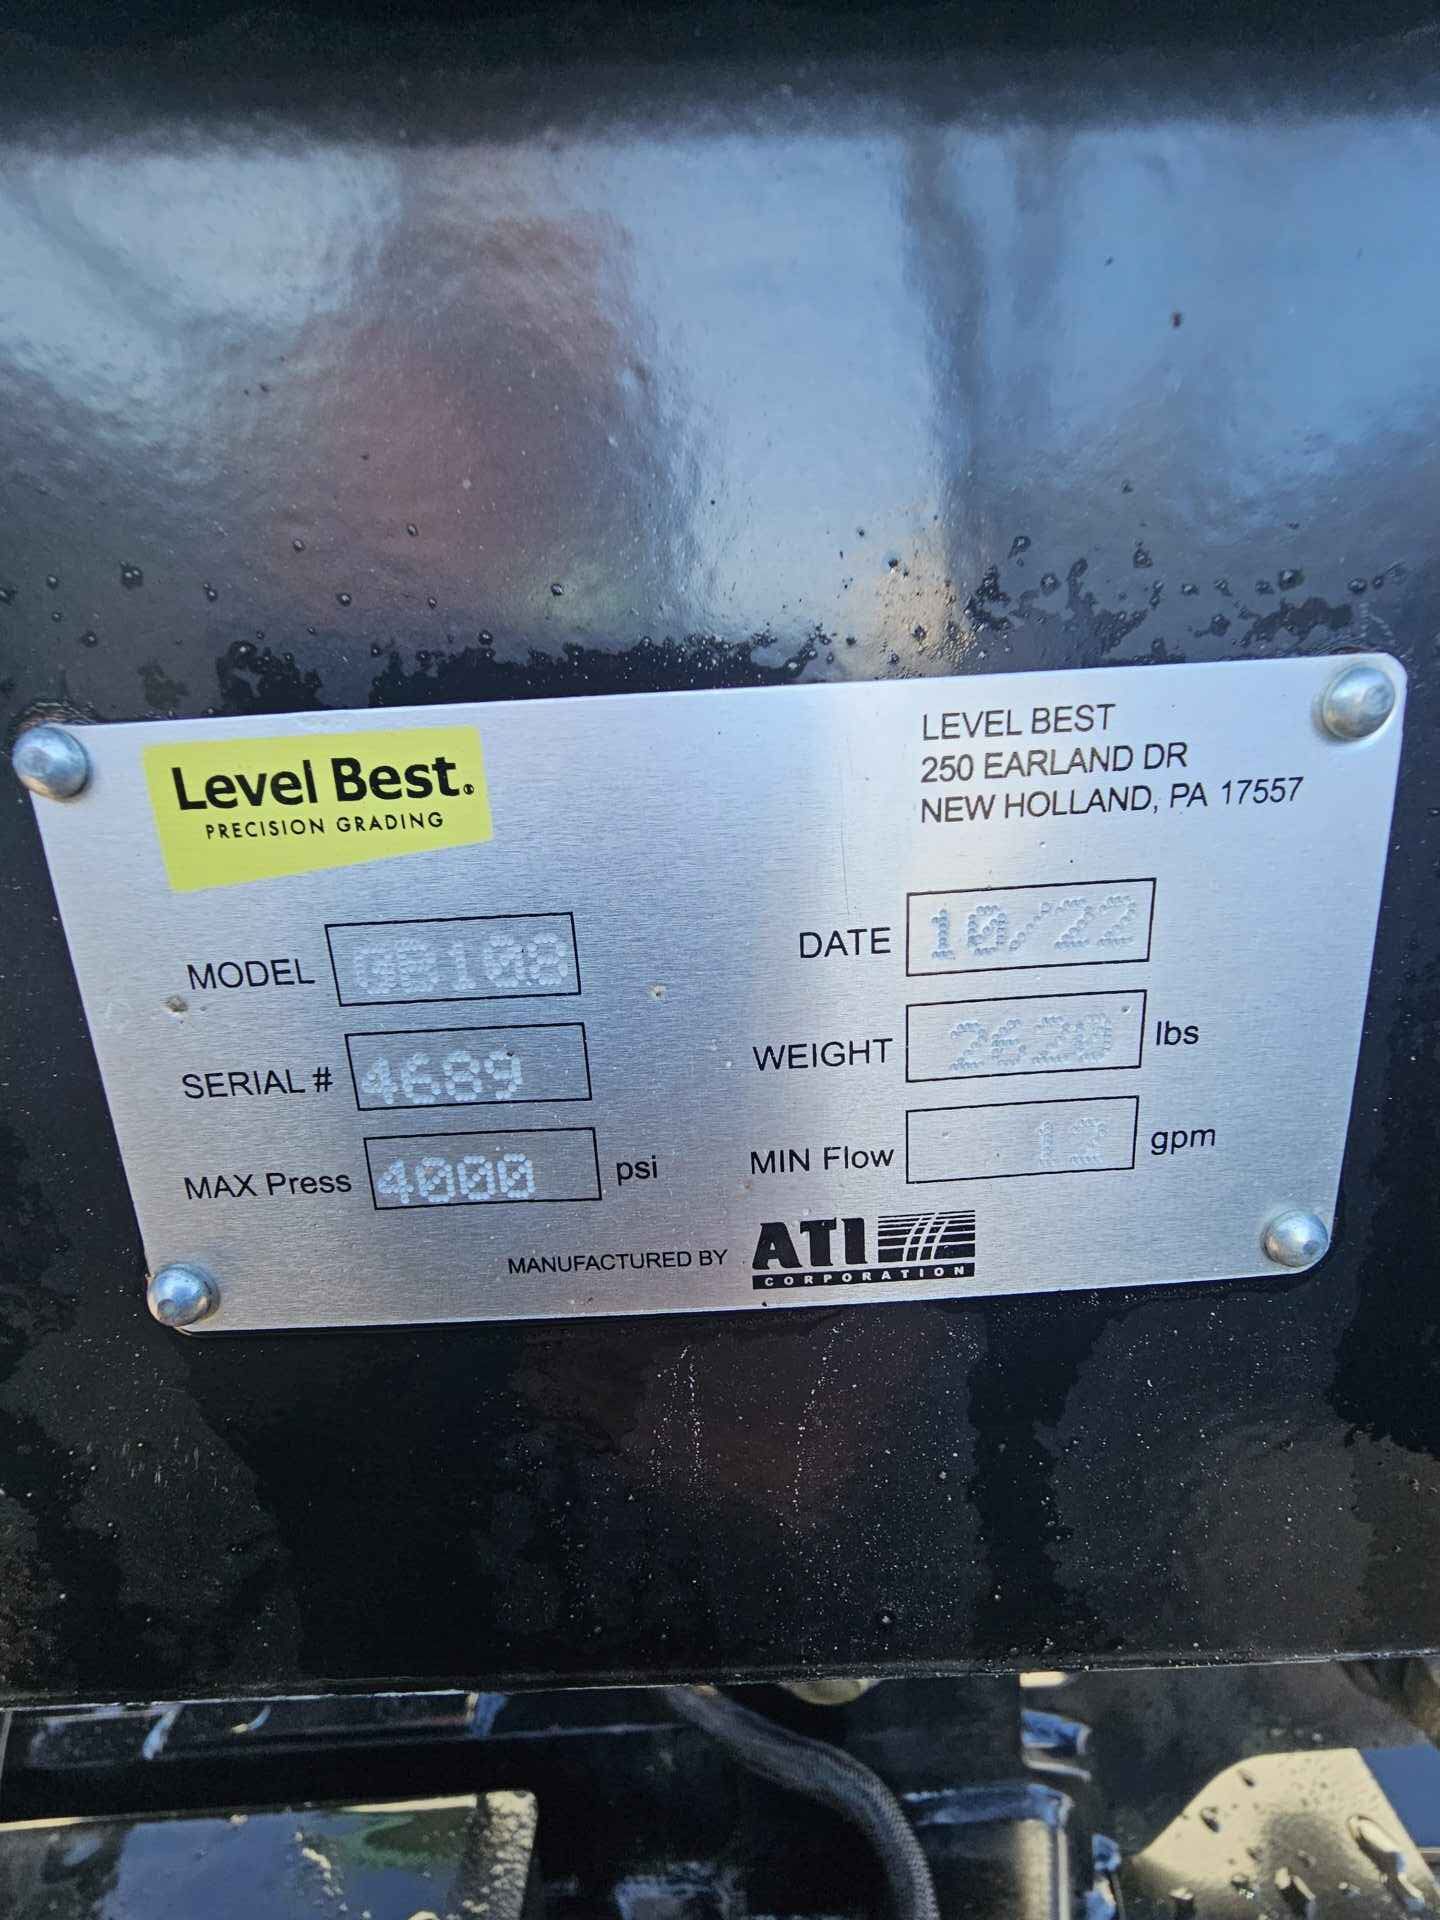 Level Best.
PRECISION GRADING
LEVEL BEST
250 EARLAND DR
NEW HOLLAND, PA 17557
MODEL GB108
DATE 10/22
SERIAL # 4689
WEIGHT lbs
MAX Press 4000 psi
MIN Flow 12 gpm
MANUFACTURED BY ATI
CORPORATION